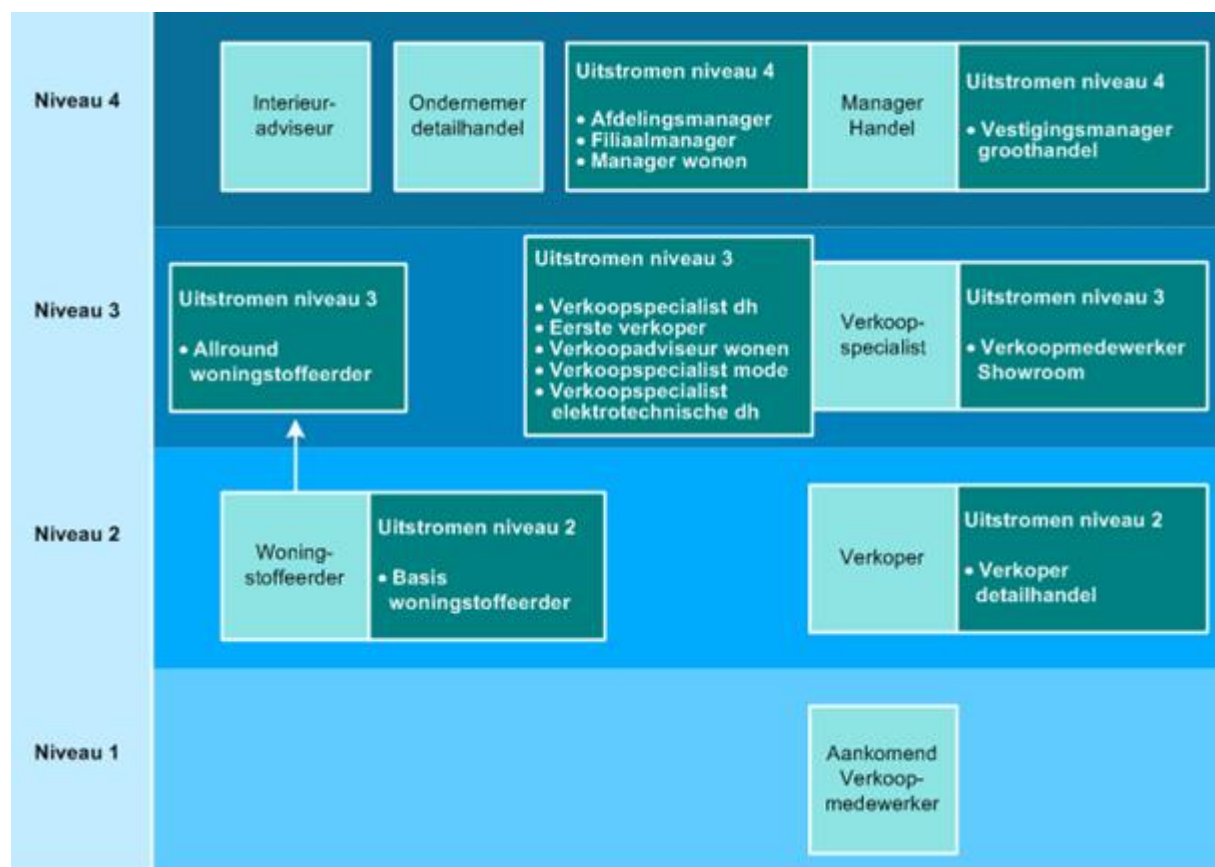 Niveau 4
Interieur-
adviseur
Ondernemer
detailhandel
Uitstromen niveau 4
• Afdelingsmanager
• Filiaalmanager
• Manager wonen
Manager
Handel
Uitstromen niveau 4
• Vestigingsmanager
groothandel
Niveau 3
Uitstromen niveau 3
• Allround
woningstoffeerder
Uitstromen niveau 3
• Verkoopspecialist dh
• Eerste verkoper
• Verkoopadviseur wonen
• Verkoopspecialist mode
• Verkoopspecialist
elektrotechnische dh
Verkoop-
specialist
Uitstromen niveau 3
• Verkoopmedewerker
Showroom
Niveau 2
Woning-
stoffeerder
Uitstromen niveau 2
• Basis
woningstoffeerder
Verkoper
Uitstromen niveau 2
• Verkoper
detailhandel
Niveau 1
Aankomend
Verkoop-
medewerker